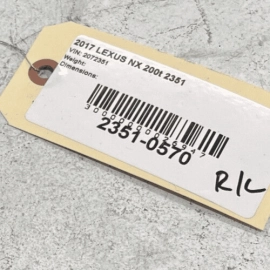 2017 LEXUS NX 200t 2351
VIN: 2072351
Weight:
Dimensions:
2351-0570
R/L